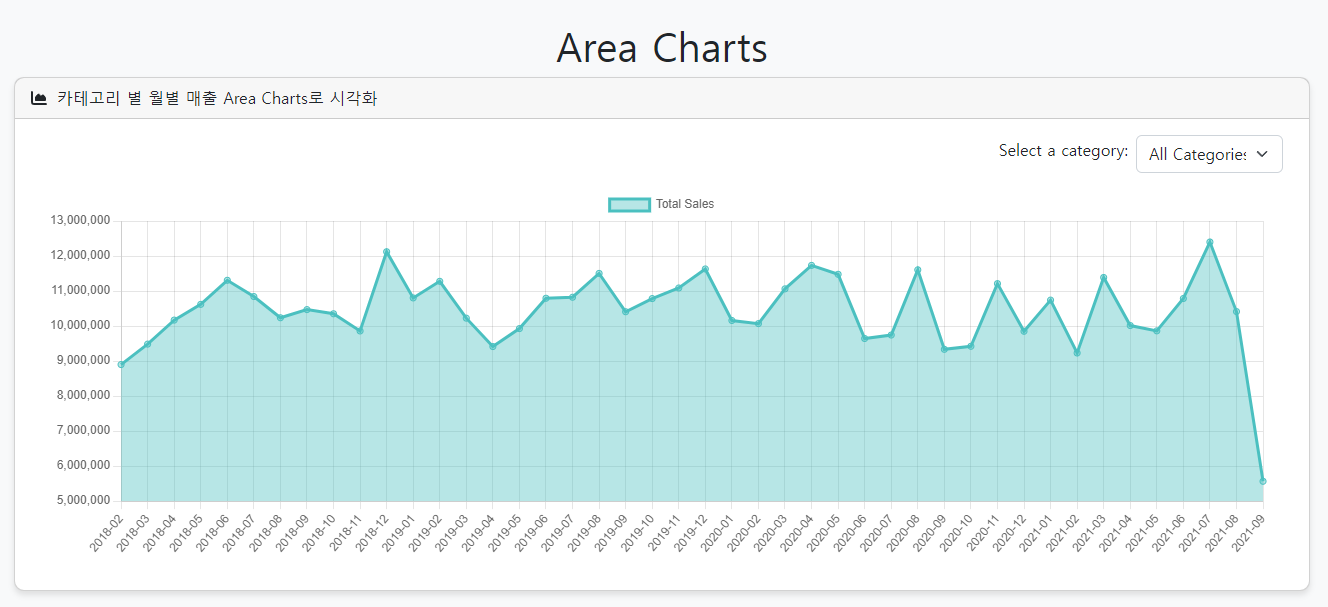 Area Charts
카테고리 별 월별 매출 Area Charts로 시각화
Select a category: All Categories
Total Sales
13,000,000
12,000,000
11,000,000
10,000,000
9,000,000
8,000,000
7,000,000
6,000,000
5,000,000
2018-02 2018-03 2018-04 2018-05 2018-06 2018-07 2018-08 2018-09 2018-10 2018-11 2018-12 2019-01 2019-02 2019-03 2019-04 2019-05 2019-06 2019-07 2019-08 2019-09 2019-10 2019-11 2019-12 2020-01 2020-02 2020-03 2020-04 2020-05 2020-06 2020-07 2020-08 2020-09 2020-10 2020-11 2020-12 2021-01 2021-02 2021-03 2021-04 2021-05 2021-06 2021-07 2021-08 2021-09